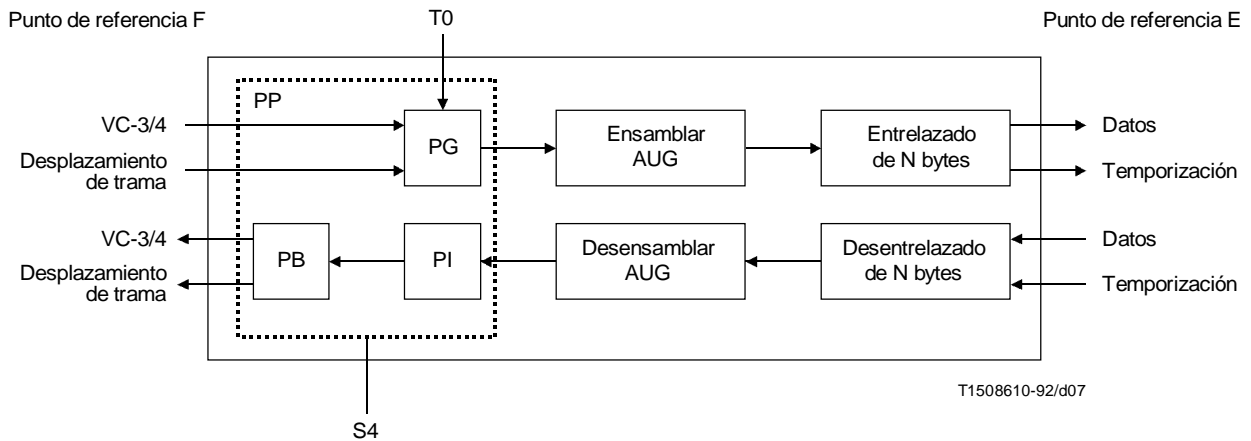 Punto de referencia F
T0
Punto de referencia E
PP
VC-3/4
Desplazamiento
de trama
PG
Ensamblar
AUG
Entrelazado
de N bytes
Datos
Temporización
VC-3/4
Desplazamiento
de trama
PB
PI
Desensamblar
AUG
Desentrelazado
de N bytes
Datos
Temporización
T1508610-92/d07
S4